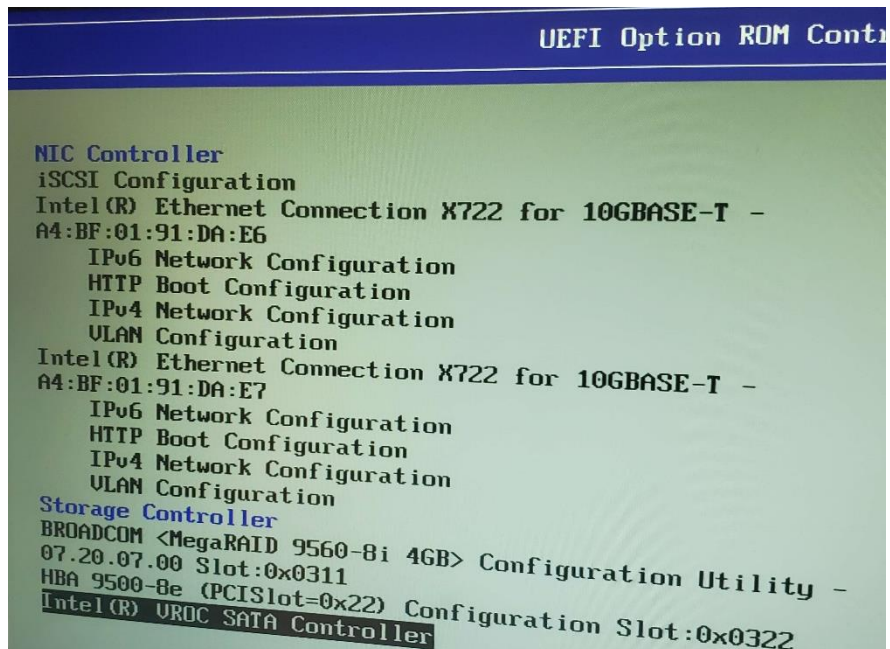 UEFI Option ROM
NIC Controller
iSCSI Configuration
Intel(R) Ethernet Connection X722 for 10GBASE-T -
A4:BF:01:91:DA:E6
IPv6 Network Configuration
HTTP Boot Configuration
IPv4 Network Configuration
VLAN Configuration
Intel(R) Ethernet Connection X722 for 10GBASE-T -
A4:BF:01:91:DA:E7
IPv6 Network Configuration
HTTP Boot Configuration
IPv4 Network Configuration
VLAN Configuration
Storage Controller
BROADCOM <MegaRAID 9560-8i 4GB> Configuration Utility -
07.20.07.00 Slot:0x0311
HBA 9500-8e (PCISlot=0x22) Configuration Slot:0x0322
Intel(R) VROC SATA Controller